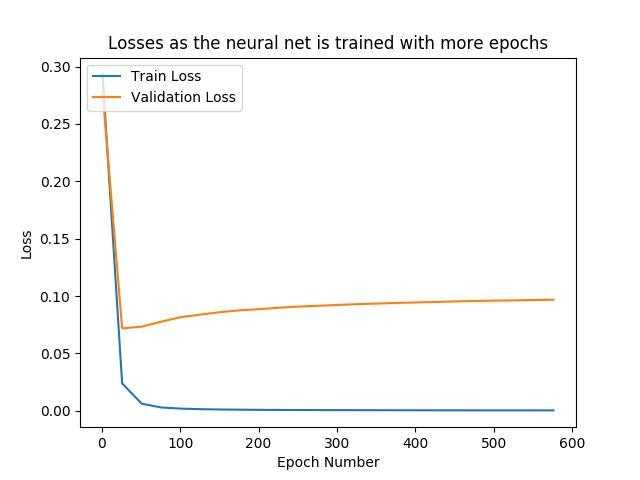 Losses as the neural net is trained with more epochs
Train Loss
Validation Loss
0.30
0.25
0.20
0.15
0.10
0.05
0.00
Loss
0 100 200 300 400 500 600
Epoch Number